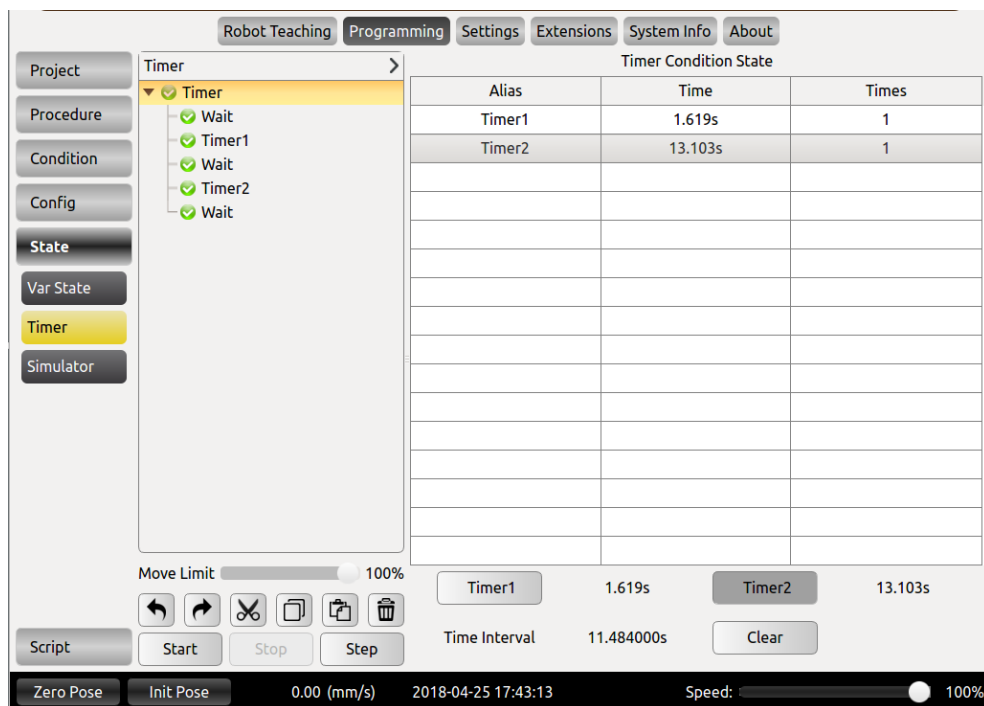 Robot Teaching Programming Settings Extensions System Info About
Project
Procedure
Condition
Config
State
Var State
Timer
Simulator
Script
Timer >
Timer
Wait
Timer1
Wait
Timer2
Wait
Move Limit 100%
Start Stop Step
Timer Condition State
Alias Time Times
Timer1 1.619s 1
Timer2 13.103s 1
Timer1 1.619s Timer2 13.103s
Time Interval 11.484000s Clear
Zero Pose Init Pose 0.00 (mm/s) 2018-04-25 17:43:13 Speed: 100%